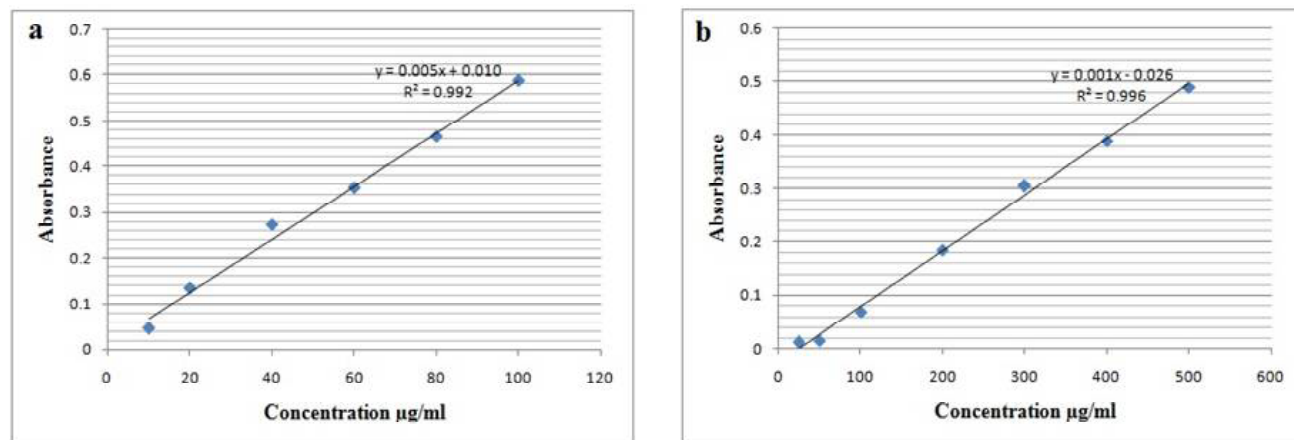 a
0.7
0.6
0.5
0.4
0.3
0.2
0.1
0
y = 0.005x + 0.010
R² = 0.992
0 20 40 60 80 100 120
Absorbance
Concentration µg/ml
b
0.6
0.5
0.4
0.3
0.2
0.1
0
y = 0.001x - 0.026
R² = 0.996
0 100 200 300 400 500 600
Absorbance
Concentration µg/ml